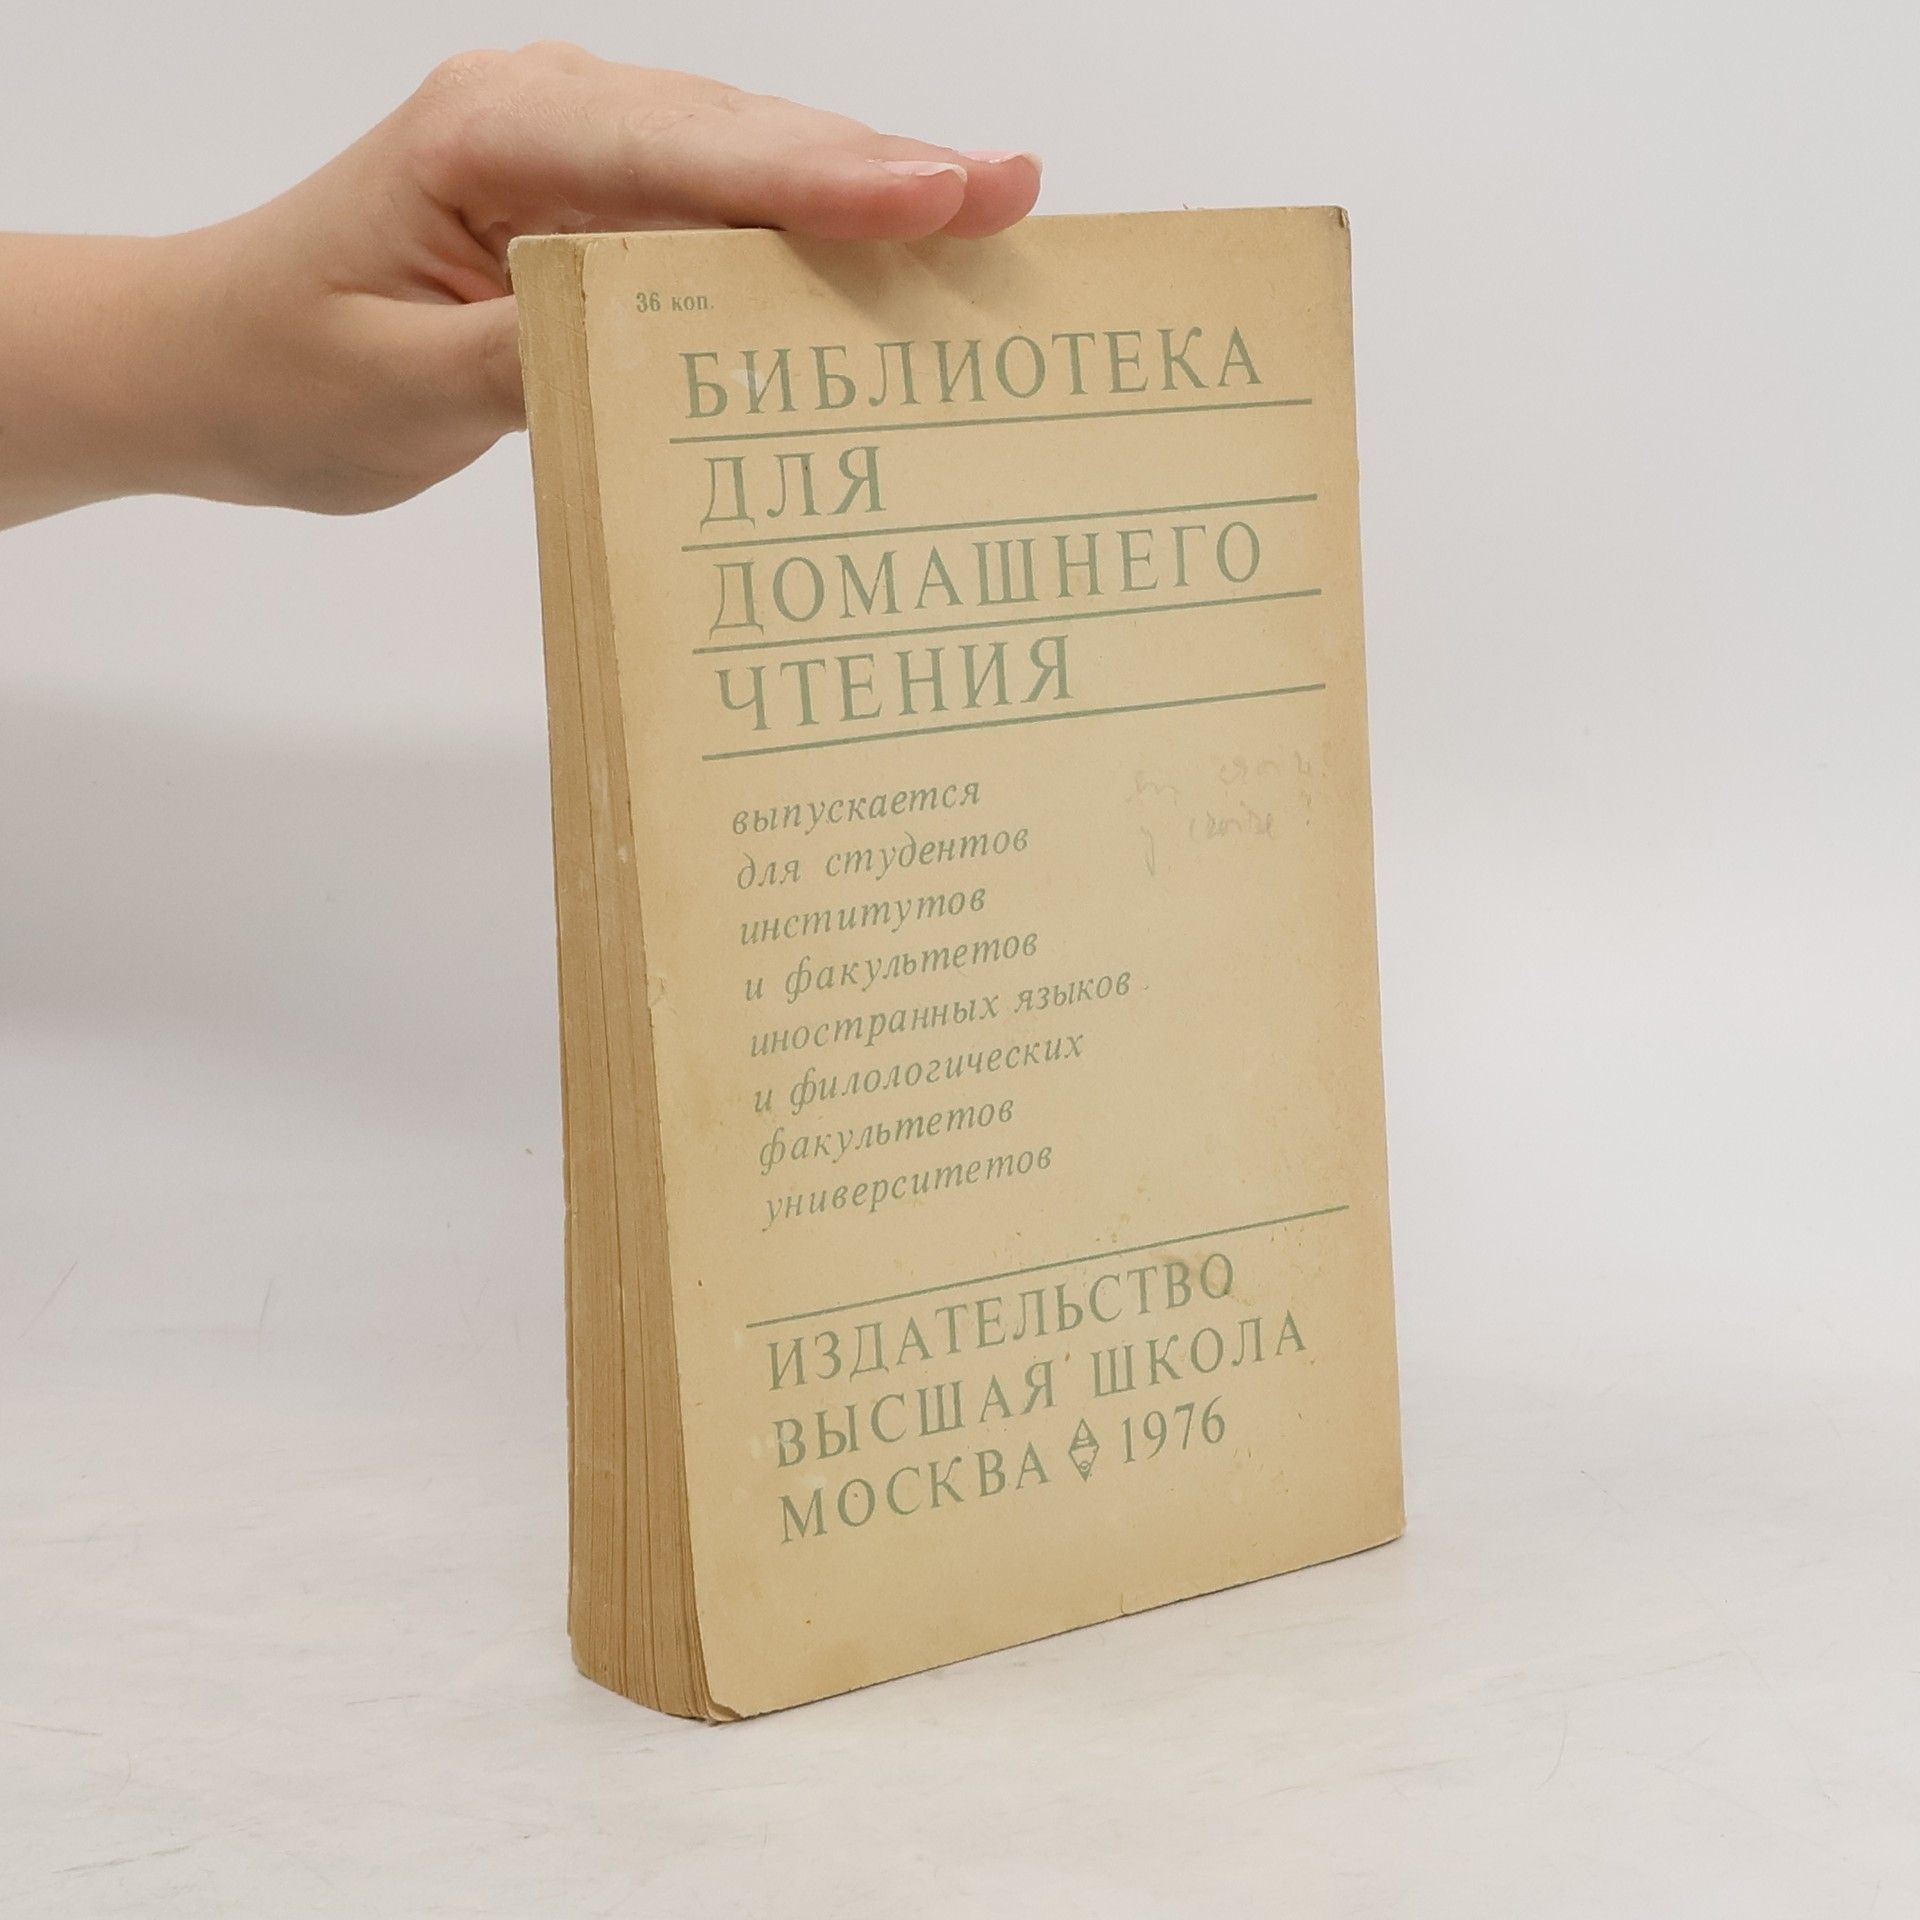 36 коп.
БИБЛИОТЕКА
ДЛЯ
ДОМАШНЕГО
ЧТЕНИЯ
выпускается
для студентов
институтов
и факультетов
иностранных языков
и филологических
факультетов
университетов
ИЗДАТЕЛЬСТВО
ВЫСШАЯ ШКОЛА
МОСКВА 1976